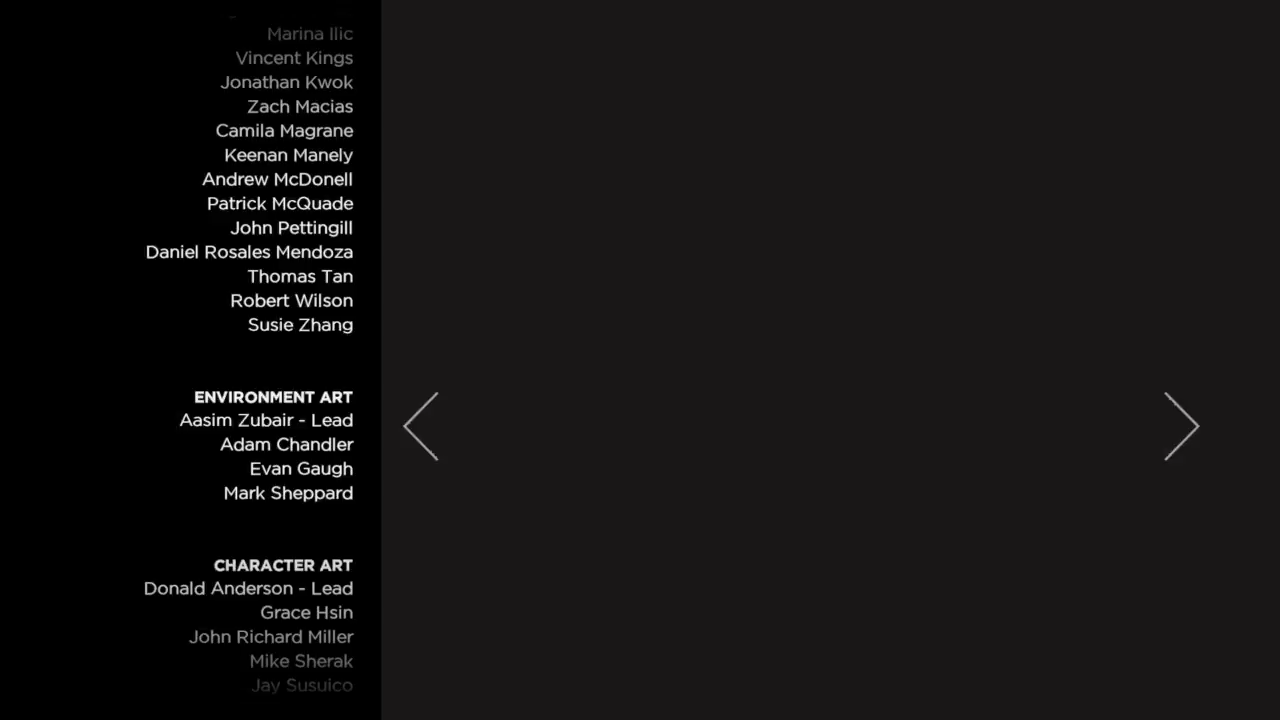 Marina Ilic
Vincent Kings
Jonathan Kwok
Zach Macias
Camila Magrane
Keenan Manely
Andrew McDonell
Patrick McQuade
John Pettingill
Daniel Rosales Mendoza
Thomas Tan
Robert Wilson
Susie Zhang
ENVIRONMENT ART
Aasim Zubair - Lead
Adam Chandler
Evan Gaugh
Mark Sheppard
CHARACTER ART
Donald Anderson - Lead
Grace Hsin
John Richard Miller
Mike Sherak
Jay Susuico